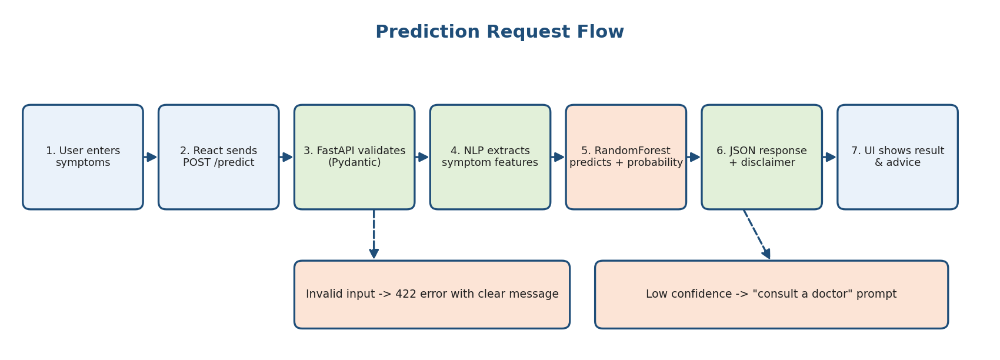 Prediction Request Flow
1. User enters
symptoms
2. React sends
POST /predict
3. FastAPI validates
(Pydantic)
4. NLP extracts
symptom features
5. RandomForest
predicts + probability
6. JSON response
+ disclaimer
7. UI shows result
& advice
Invalid input -> 422 error with clear message
Low confidence -> "consult a doctor" prompt